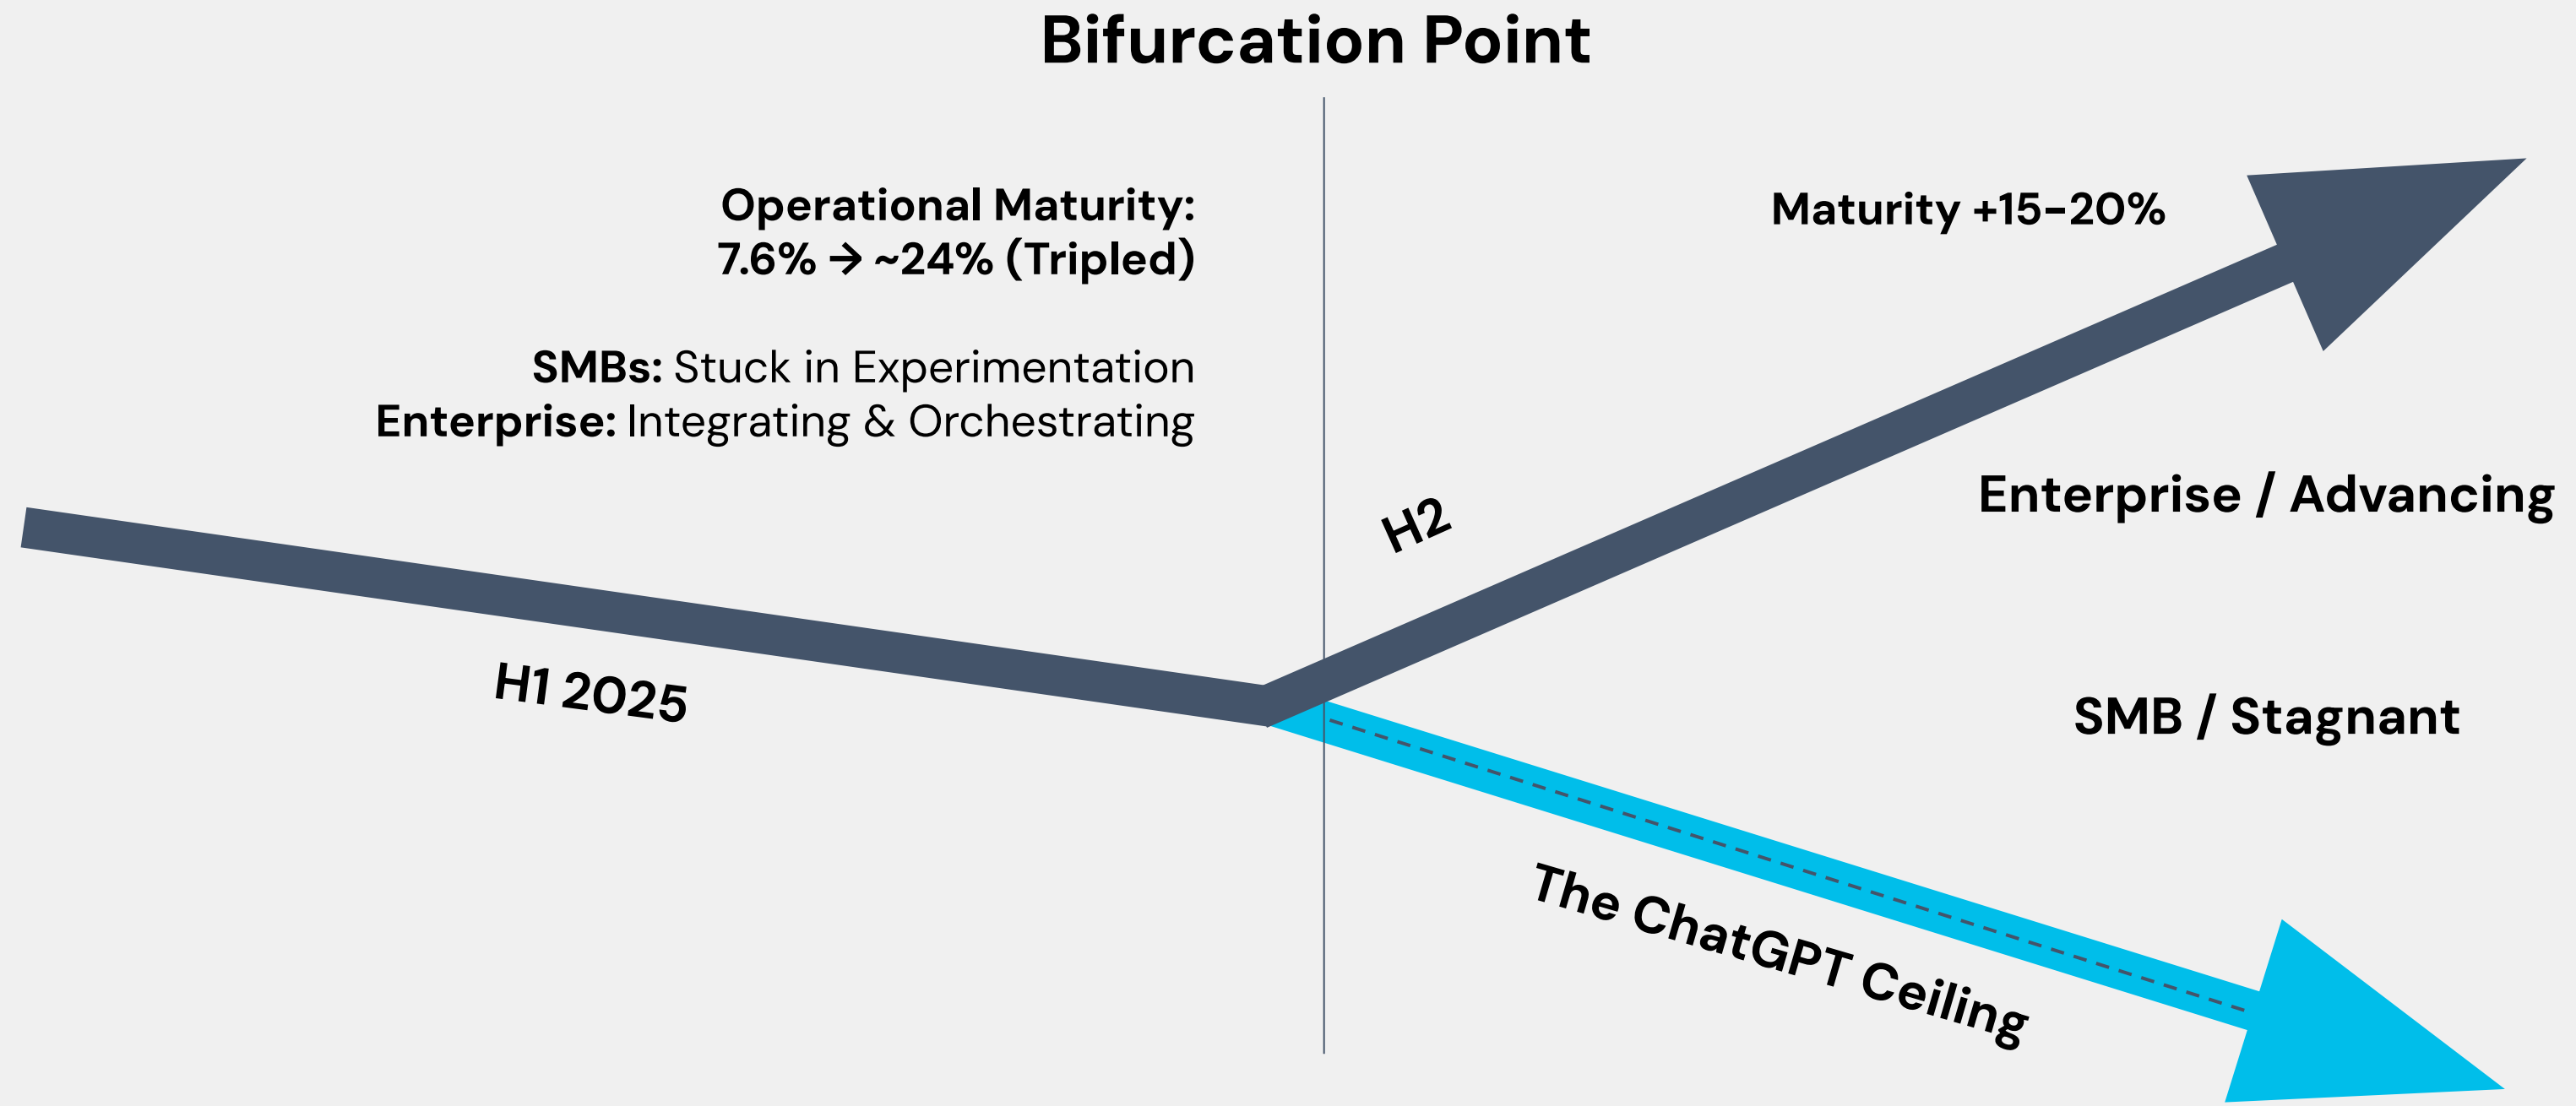 Bifurcation Point
Operational Maturity:
7.6% → ~24% (Tripled)
SMBs: Stuck in Experimentation
Enterprise: Integrating & Orchestrating
H1 2025
Maturity +15-20%
H2
Enterprise / Advancing
SMB / Stagnant
The ChatGPT Ceiling